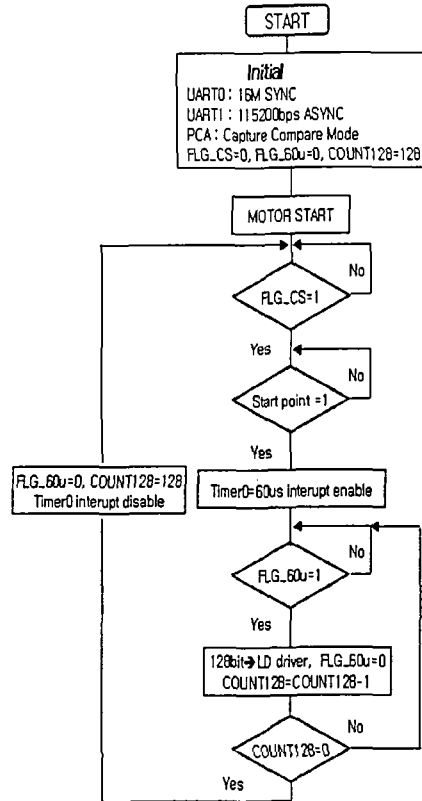 START
Initial
UART0 : 16M SYNC
UART1 : 115200bps ASYNC
PCA : Capture Compare Mode
FLG_CS=0, FLG_60u=0, COUNT128=128
MOTOR START
No
FLG_CS=1
Yes
No
Start point =1
Yes
FLG_60u=0, COUNT128=128
Timer0 interupt disable
Timer0=60us interupt enable
No
FLG_60u=1
Yes
128bit→LD driver, FLG_60u=0
COUNT128=COUNT128-1
No
COUNT128=0
Yes